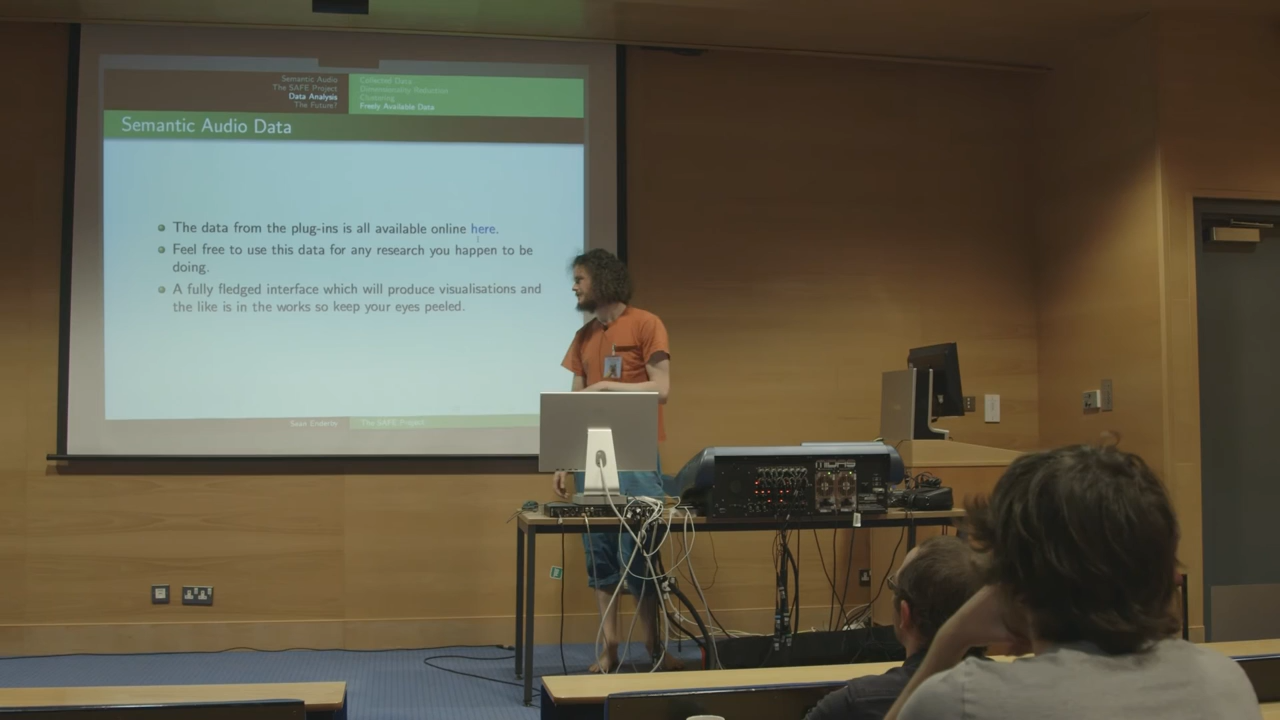 Semantic Audio
The SAFE Project
Data Analysis
The Future?
Collected Data
Dimensionality Reduction
Clustering
Freely Available Data
Semantic Audio Data
The data from the plug-ins is all available online here.
Feel free to use this data for any research you happen to be
doing.
A fully fledged interface which will produce visualisations and
the like is in the works so keep your eyes peeled.
Sean Enderby
The SAFE Project